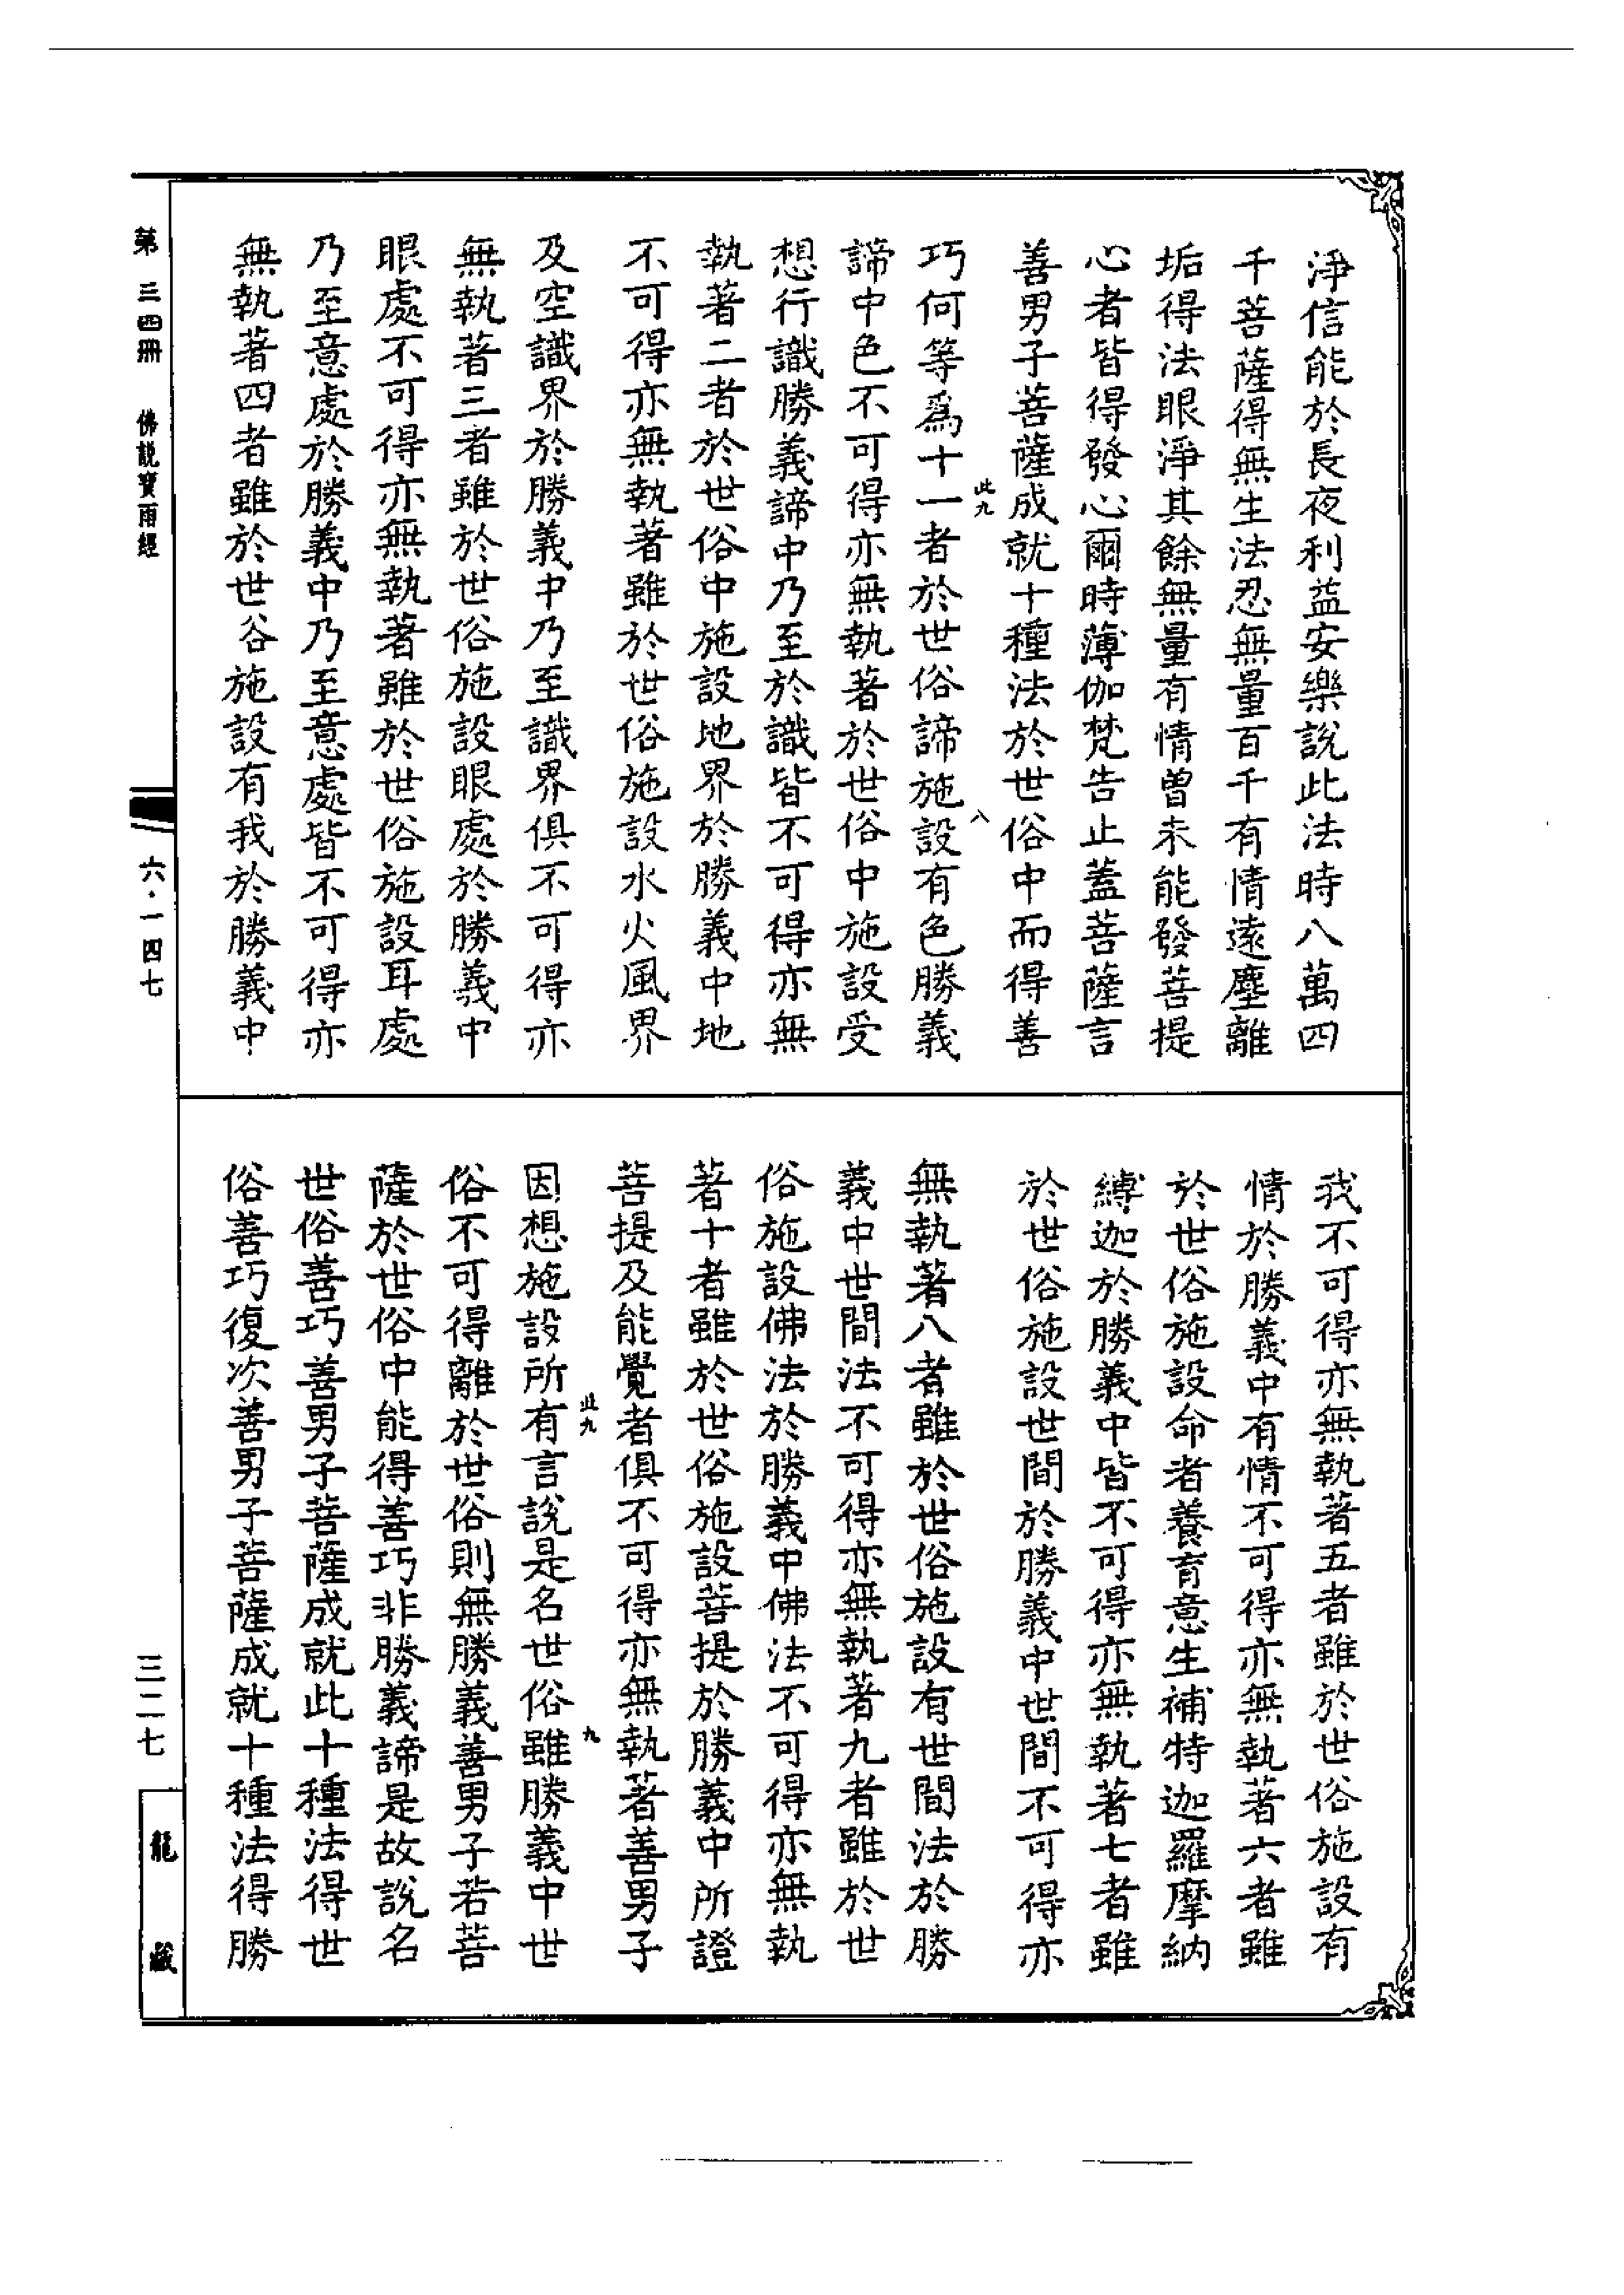 淨信能於長夜利益安樂說此法時八萬四
千菩薩得無生法忍無量百千有情遠塵離
垢得法眼淨其餘無量有情曾未能發菩提
心者皆得發心爾時薄伽梵告止蓋菩薩言
善男子菩薩成就十種法於世俗中而得善
此九
八
巧何等為十一者於世俗諦施設有色勝義
諦中色不可得亦無執著於世俗中施設受
想行識勝義諦中乃至於識皆不可得亦無
執著二者於世俗中施設地界於勝義中地
不可得亦無執著雖於世俗施設水火風界
及空識界於勝義中乃至識界俱不可得亦
無執著三者雖於世俗施設眼處於勝義中
眼處不可得亦無執著雖於世俗施設耳處
乃至意處於勝義中乃至意處皆不可得亦
無執著四者雖於世谷施設有我於勝義中
我不可得亦無執著五者雖於世俗施設有
情於勝義中有情不可得亦無執著六者雖
於世俗施設命者養育意生補特迦羅摩納
縛迦於勝義中皆不可得亦無執著七者雖
於世俗施設世間於勝義中世間不可得亦
無執著八者雖於世俗施設有世間法於勝
義中世間法不可得亦無執著九者雖於世
俗施設佛法於勝義中佛法不可得亦無執
著十者雖於世俗施設菩提於勝義中所證
菩提及能覺者俱不可得亦無執著善男子
此九
九
因想施設所有言說是名世俗雖勝義中世
俗不可得離於世俗則無勝義善男子若菩
薩於世俗中能得善巧非勝義諦是故說名
世俗善巧善男子菩薩成就此十種法得世
俗善巧復次善男子菩薩成就十種法得勝
第三四冊 佛說寶雨經
六·一四七
三二七
龍藏